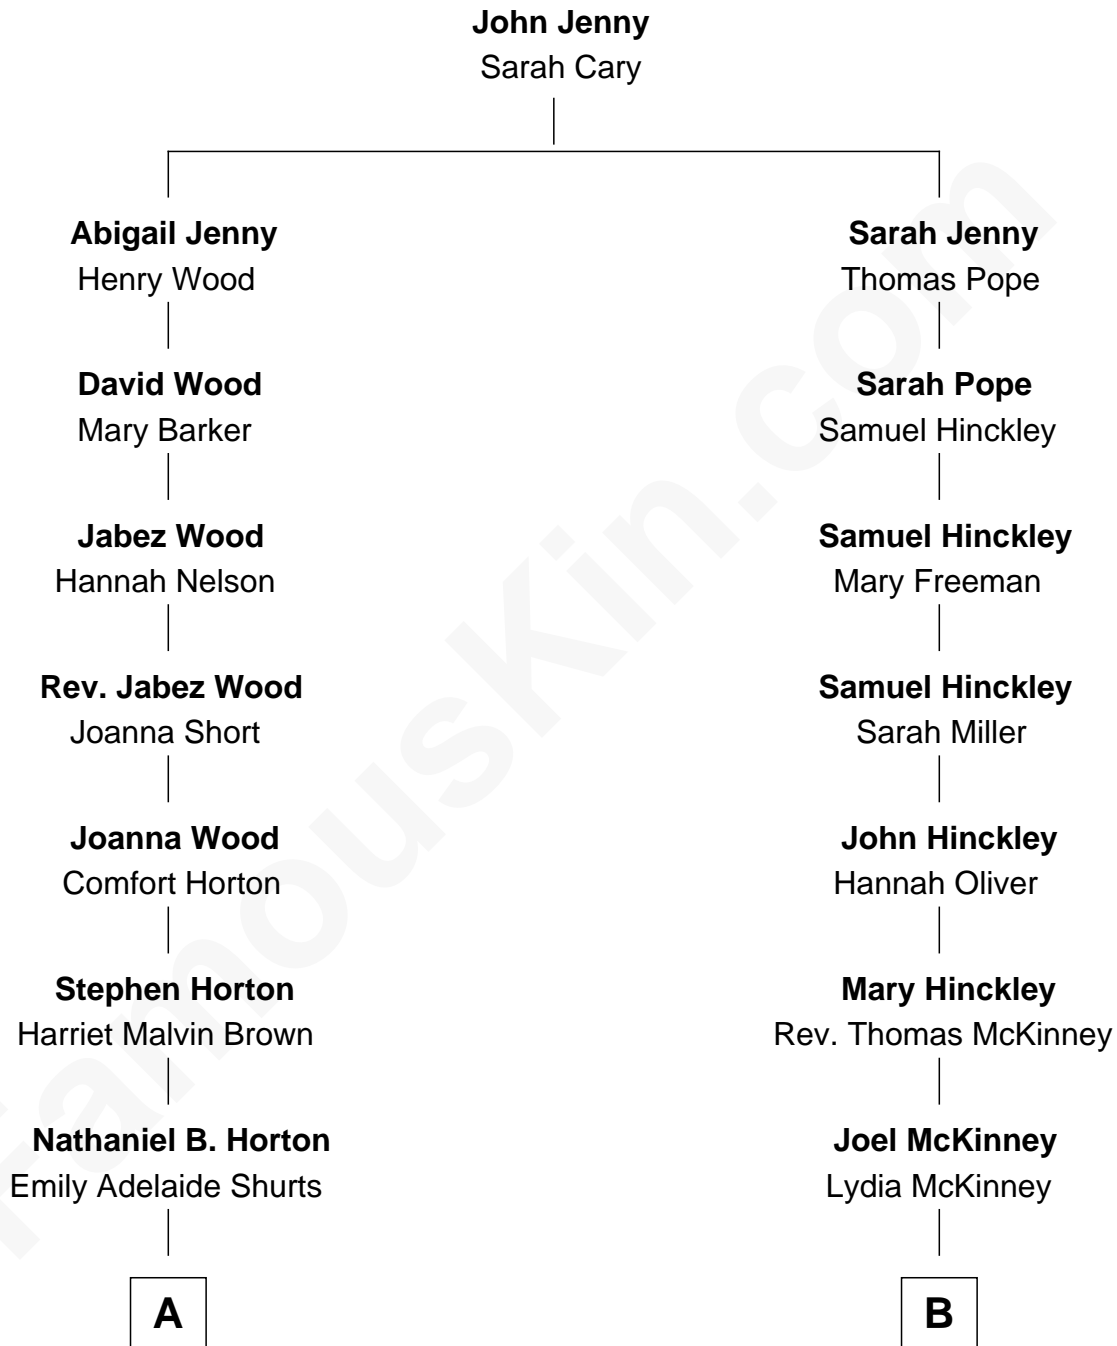 John Jenny
Sarah Cary
Abigail Jenny
Henry Wood
Sarah Jenny
Thomas Pope
David Wood
Mary Barker
Sarah Pope
Samuel Hinckley
Jabez Wood
Hannah Nelson
Samuel Hinckley
Mary Freeman
Rev. Jabez Wood
Joanna Short
Samuel Hinckley
Sarah Miller
Joanna Wood
Comfort Horton
John Hinckley
Hannah Oliver
Stephen Horton
Harriet Malvin Brown
Mary Hinckley
Rev. Thomas McKinney
Nathaniel B. Horton
Emily Adelaide Shurts
Joel McKinney
Lydia McKinney
A
B
FamousKin.com